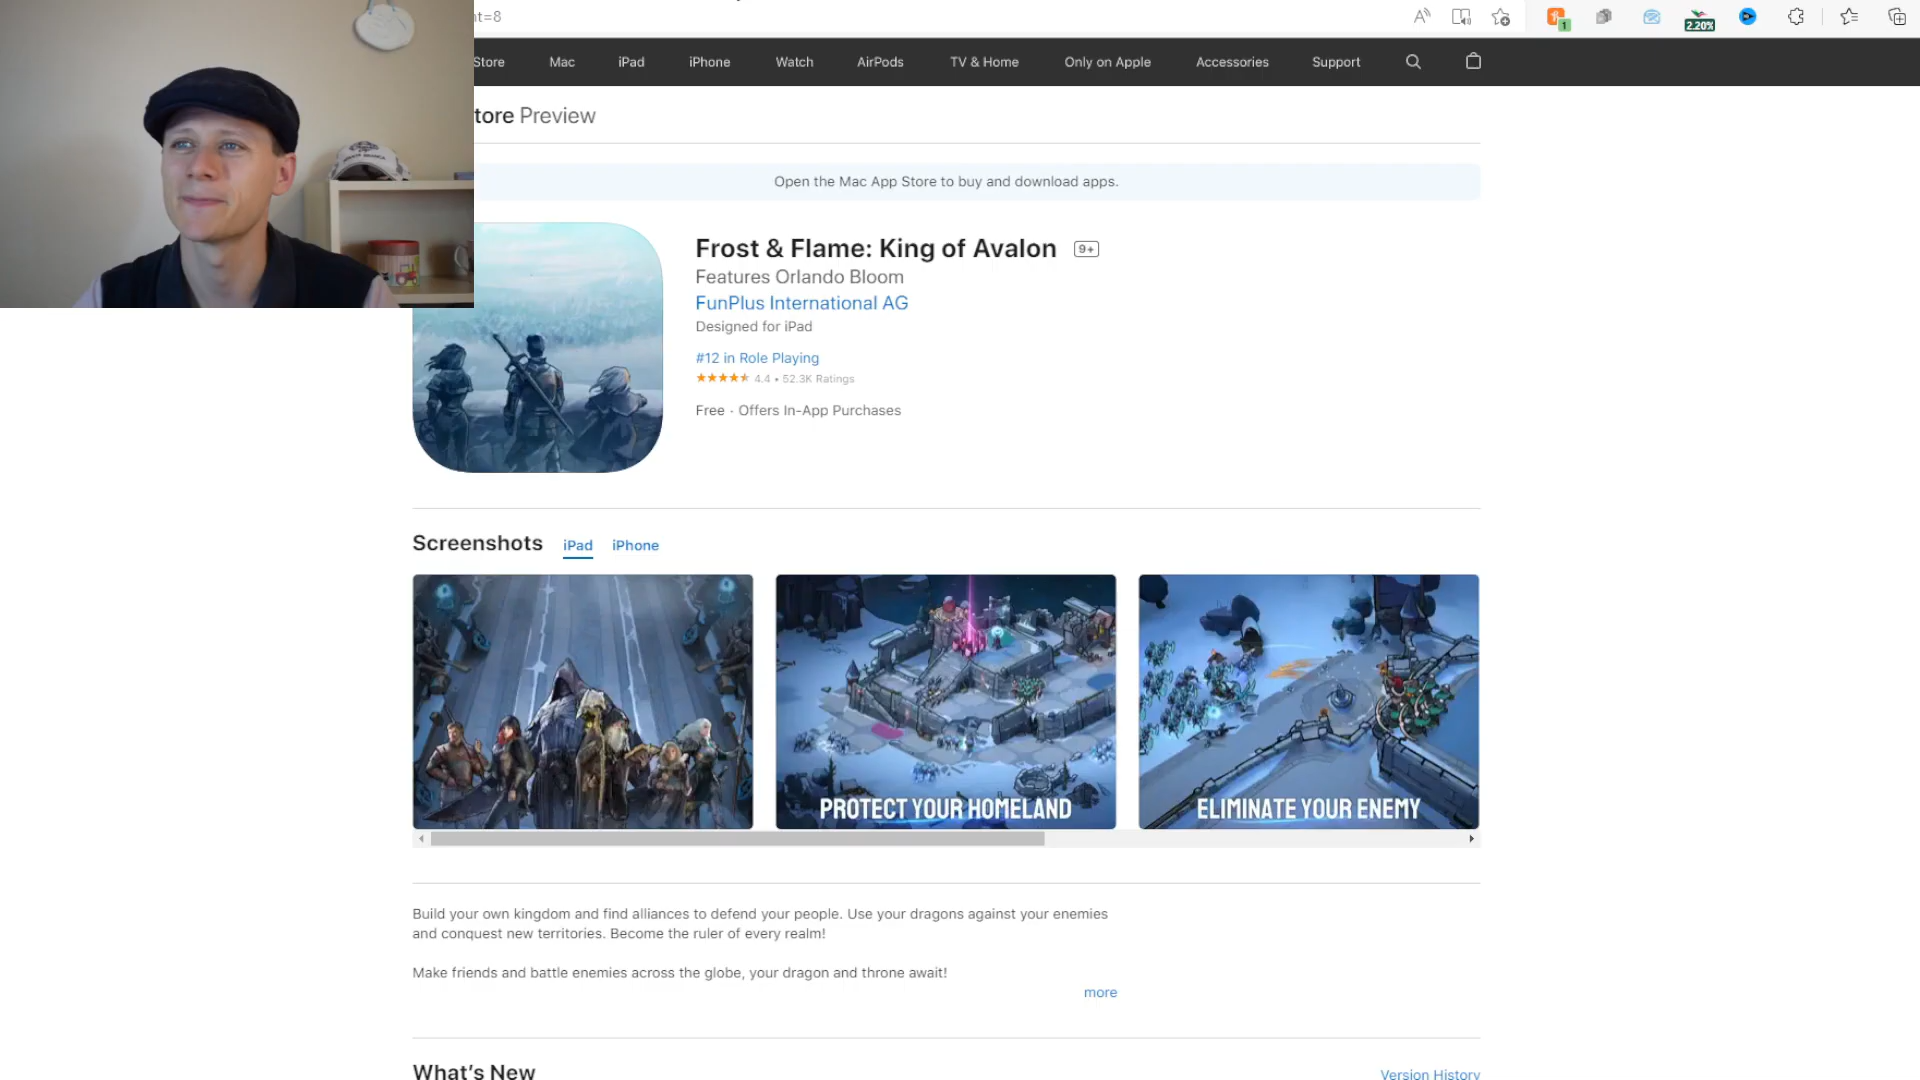 nt=8
1
2.20%
Store Mac iPad iPhone Watch AirPods TV & Home Only on Apple Accessories Support
tore Preview
Open the Mac App Store to buy and download apps.
Frost & Flame: King of Avalon 9+
Features Orlando Bloom
FunPlus International AG
Designed for iPad
#12 in Role Playing
4.4 • 52.3K Ratings
Free · Offers In-App Purchases
Screenshots iPad iPhone
PROTECT YOUR HOMELAND
ELIMINATE YOUR ENEMY
Build your own kingdom and find alliances to defend your people. Use your dragons against your enemies
and conquest new territories. Become the ruler of every realm!
Make friends and battle enemies across the globe, your dragon and throne await!
more
What's New
Version History